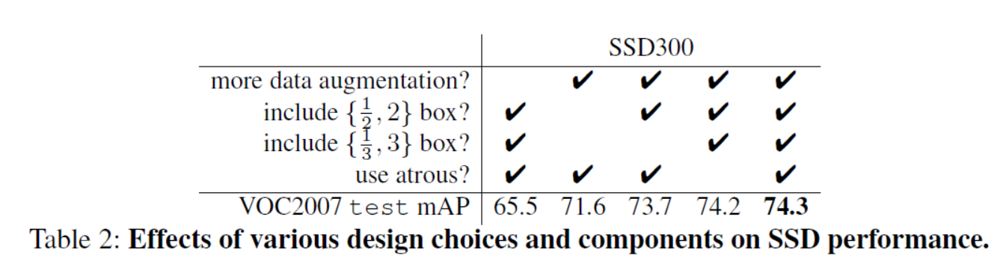 SSD300
more data augmentation? ✔ ✔ ✔ ✔
include {1/2, 2} box? ✔ ✔ ✔ ✔
include {1/3, 3} box? ✔ ✔ ✔
use atrous? ✔ ✔ ✔ ✔
VOC2007 test mAP 65.5 71.6 73.7 74.2 74.3
Table 2: Effects of various design choices and components on SSD performance.